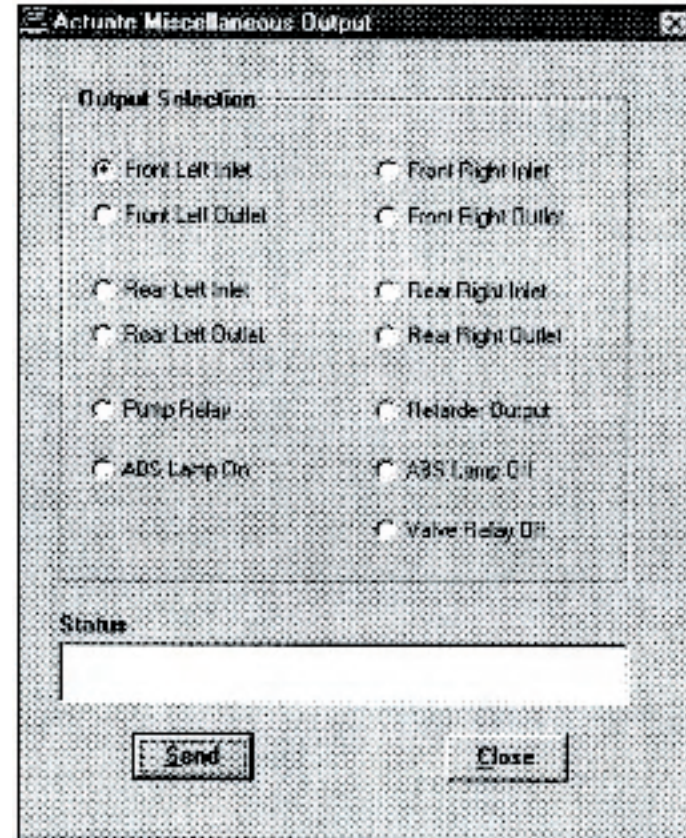 Actuate Miscellaneous Output
Output Selection
Front Left Inlet Front Right Inlet
Front Left Outlet Front Right Outlet
Rear Left Inlet Rear Right Inlet
Rear Left Outlet Rear Right Outlet
Pump Relay Retarder Output
ABS Lamp On ABS Lamp Off
Valve Relay Off
Status
Send Close